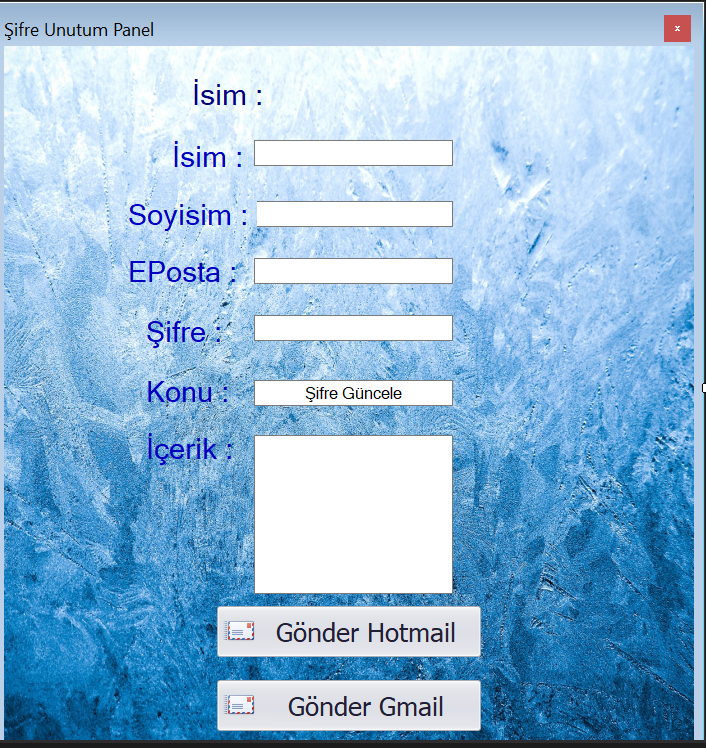 Şifre Unutum Panel
x
İsim :
İsim :
Soyisim :
EPosta :
Şifre :
Konu : Şifre Güncele
İçerik :
Gönder Hotmail
Gönder Gmail